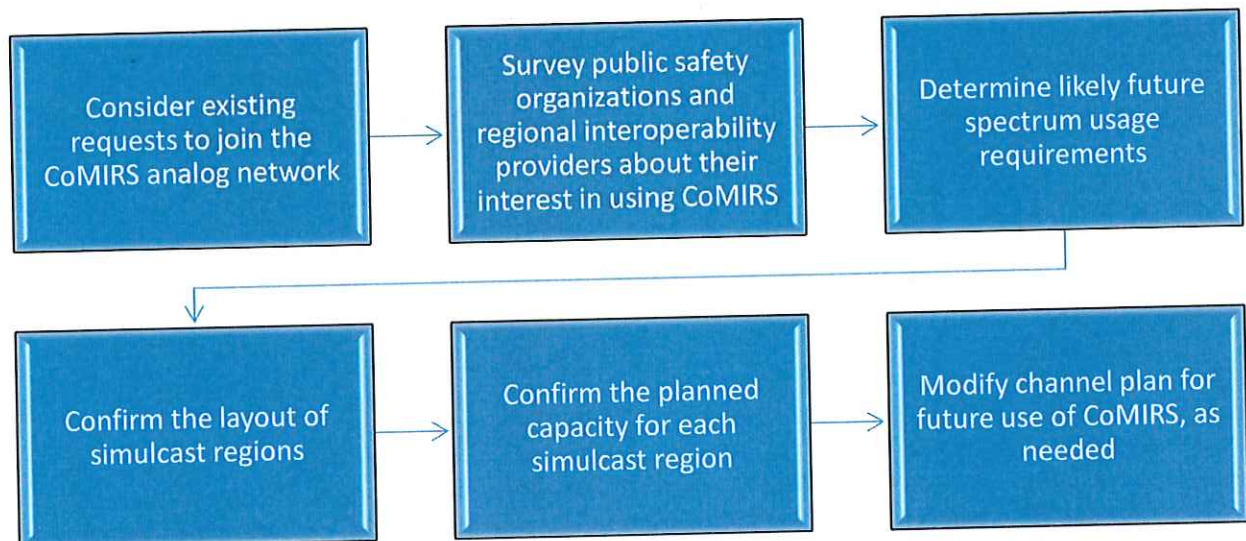 Consider existing
requests to join the
CoMIRS analog network
Survey public safety
organizations and
regional interoperability
providers about their
interest in using CoMIRS
Determine likely future
spectrum usage
requirements
Confirm the layout of
simulcast regions
Confirm the planned
capacity for each
simulcast region
Modify channel plan for
future use of CoMIRS, as
needed